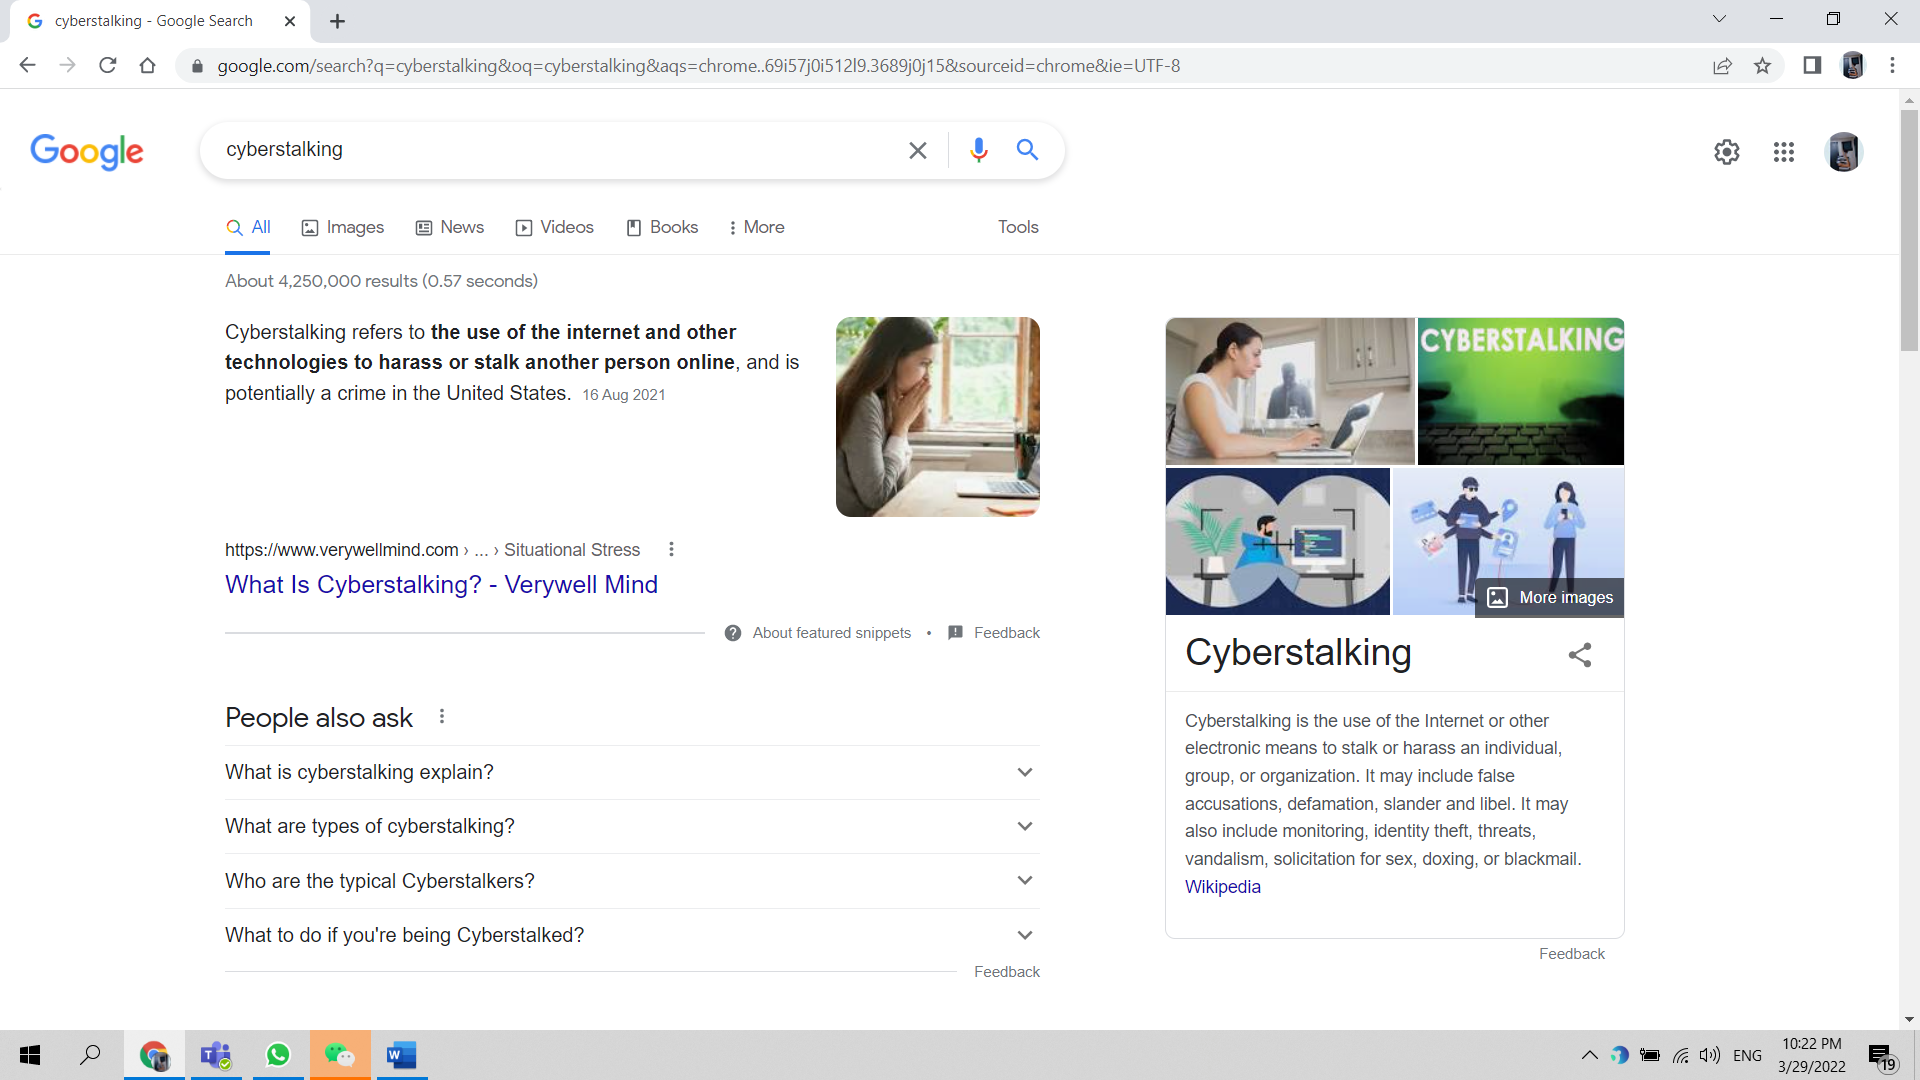 cyberstalking - Google Search
google.com/search?q=cyberstalking&oq=cyberstalking&aqs=chrome..69i57j0i512l9.3689j0j15&sourceid=chrome&ie=UTF-8
Google
cyberstalking
All
Images
News
Videos
Books
More
Tools
About 4,250,000 results (0.57 seconds)
Cyberstalking refers to the use of the internet and other
technologies to harass or stalk another person online, and is
potentially a crime in the United States. 16 Aug 2021
https://www.verywellmind.com › ... › Situational Stress
What Is Cyberstalking? - Verywell Mind
About featured snippets • Feedback
People also ask
What is cyberstalking explain?
What are types of cyberstalking?
Who are the typical Cyberstalkers?
What to do if you're being Cyberstalked?
Feedback
CYBERSTALKING
More images
Cyberstalking
Cyberstalking is the use of the Internet or other
electronic means to stalk or harass an individual,
group, or organization. It may include false
accusations, defamation, slander and libel. It may
also include monitoring, identity theft, threats,
vandalism, solicitation for sex, doxing, or blackmail.
Wikipedia
Feedback
ENG
10:22 PM
3/29/2022
19